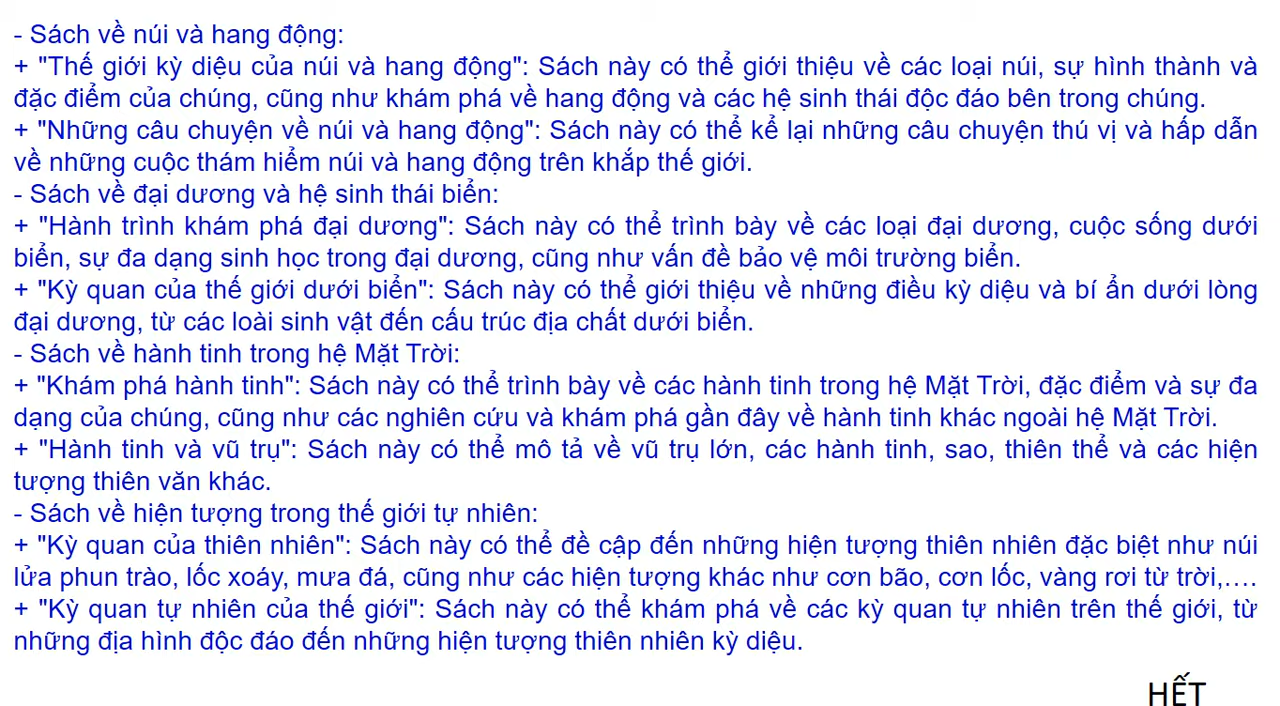 - Sách về núi và hang động:
+ "Thế giới kỳ diệu của núi và hang động": Sách này có thể giới thiệu về các loại núi, sự hình thành và
đặc điểm của chúng, cũng như khám phá về hang động và các hệ sinh thái độc đáo bên trong chúng.
+ "Những câu chuyện về núi và hang động": Sách này có thể kể lại những câu chuyện thú vị và hấp dẫn
về những cuộc thám hiểm núi và hang động trên khắp thế giới.
- Sách về đại dương và hệ sinh thái biển:
+ "Hành trình khám phá đại dương": Sách này có thể trình bày về các loại đại dương, cuộc sống dưới
biển, sự đa dạng sinh học trong đại dương, cũng như vấn đề bảo vệ môi trường biển.
+ "Kỳ quan của thế giới dưới biển": Sách này có thể giới thiệu về những điều kỳ diệu và bí ẩn dưới lòng
đại dương, từ các loài sinh vật đến cấu trúc địa chất dưới biển.
- Sách về hành tinh trong hệ Mặt Trời:
+ "Khám phá hành tinh": Sách này có thể trình bày về các hành tinh trong hệ Mặt Trời, đặc điểm và sự đa
dạng của chúng, cũng như các nghiên cứu và khám phá gần đây về hành tinh khác ngoài hệ Mặt Trời.
+ "Hành tinh và vũ trụ": Sách này có thể mô tả về vũ trụ lớn, các hành tinh, sao, thiên thể và các hiện
tượng thiên văn khác.
- Sách về hiện tượng trong thế giới tự nhiên:
+ "Kỳ quan của thiên nhiên": Sách này có thể đề cập đến những hiện tượng thiên nhiên đặc biệt như núi
lửa phun trào, lốc xoáy, mưa đá, cũng như các hiện tượng khác như cơn bão, cơn lốc, vàng rơi từ trời,….
+ "Kỳ quan tự nhiên của thế giới": Sách này có thể khám phá về các kỳ quan tự nhiên trên thế giới, từ
những địa hình độc đáo đến những hiện tượng thiên nhiên kỳ diệu.
HẾT